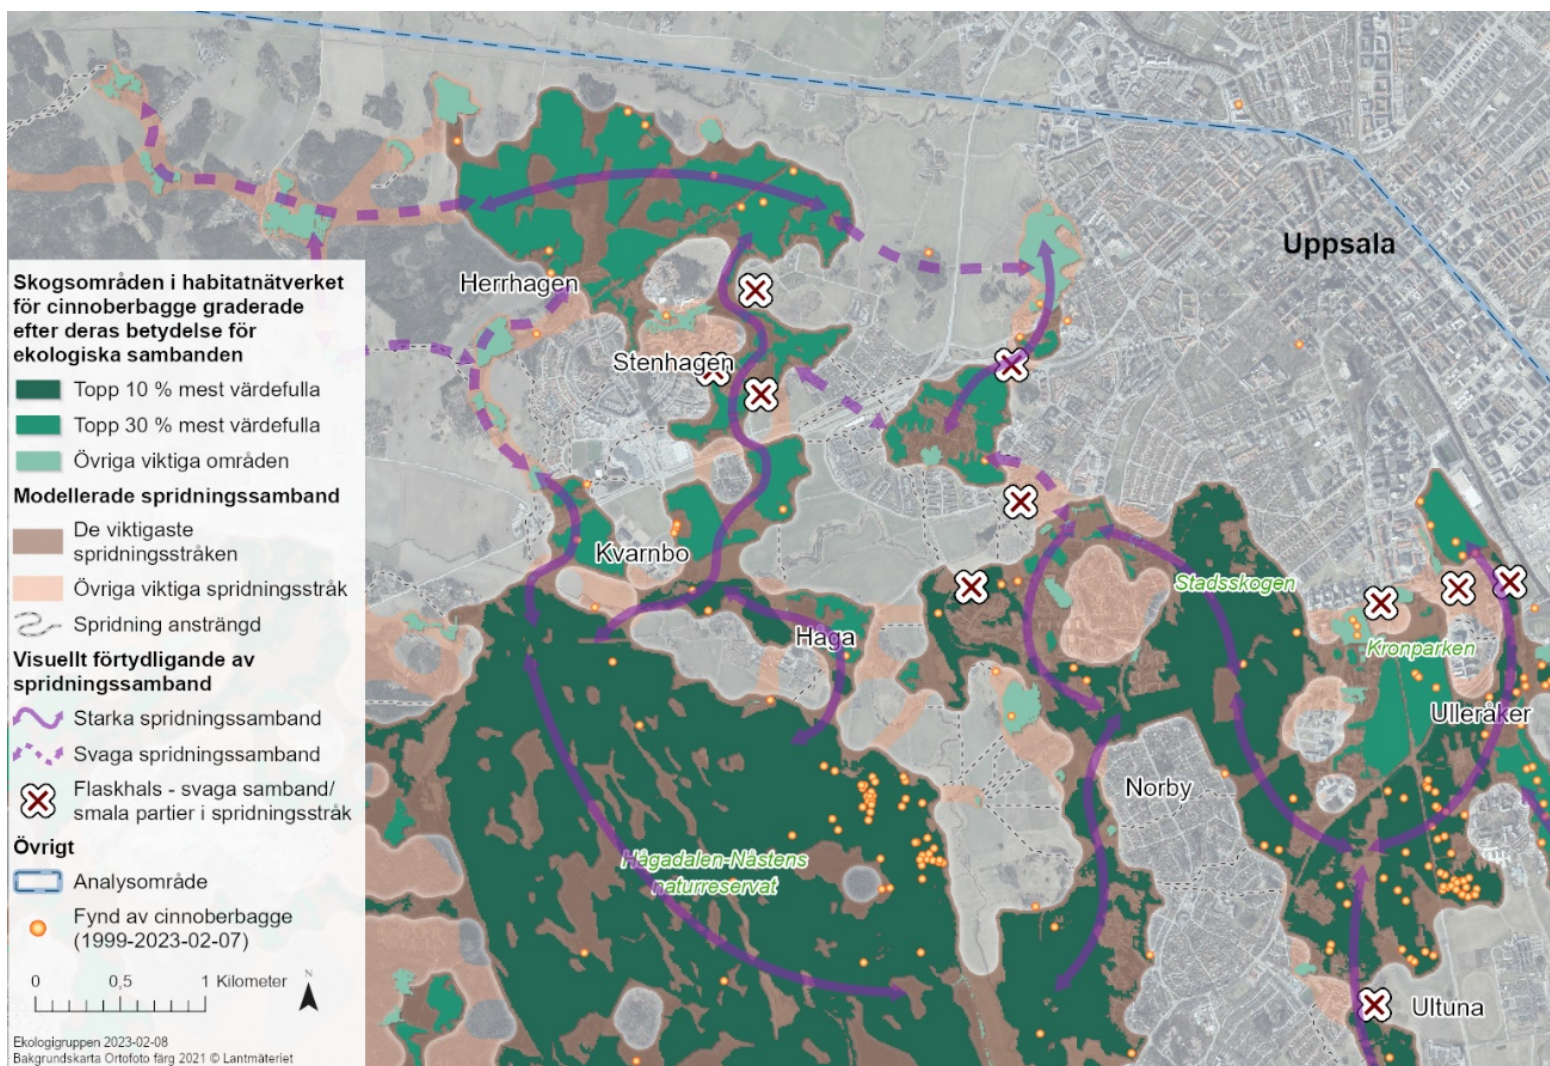 Uppsala
Herrhagen
Stenhagen
Kvarnbo
Håga
Stadsskogen
Kronparken
Ulleråker
Norby
Hågadalen-Nåstens
naturreservat
Ultuna
Skogsområden i habitatnätverket
för cinnoberbagge graderade
efter deras betydelse för
ekologiska sambanden
Topp 10 % mest värdefulla
Topp 30 % mest värdefulla
Övriga viktiga områden
Modellerade spridningssamband
De viktigaste
spridningsstråken
Övriga viktiga spridningsstråk
Spridning ansträngd
Visuellt förtydligande av
spridningssamband
Starka spridningssamband
Svaga spridningssamband
Flaskhals - svaga samband/
smala partier i spridningsstråk
Övrigt
Analysområde
Fynd av cinnoberbagge
(1999-2023-02-07)
0 0,5 1 Kilometer
N
Ekologigruppen 2023-02-08
Bakgrundskarta Ortofoto färg 2021 © Lantmäteriet